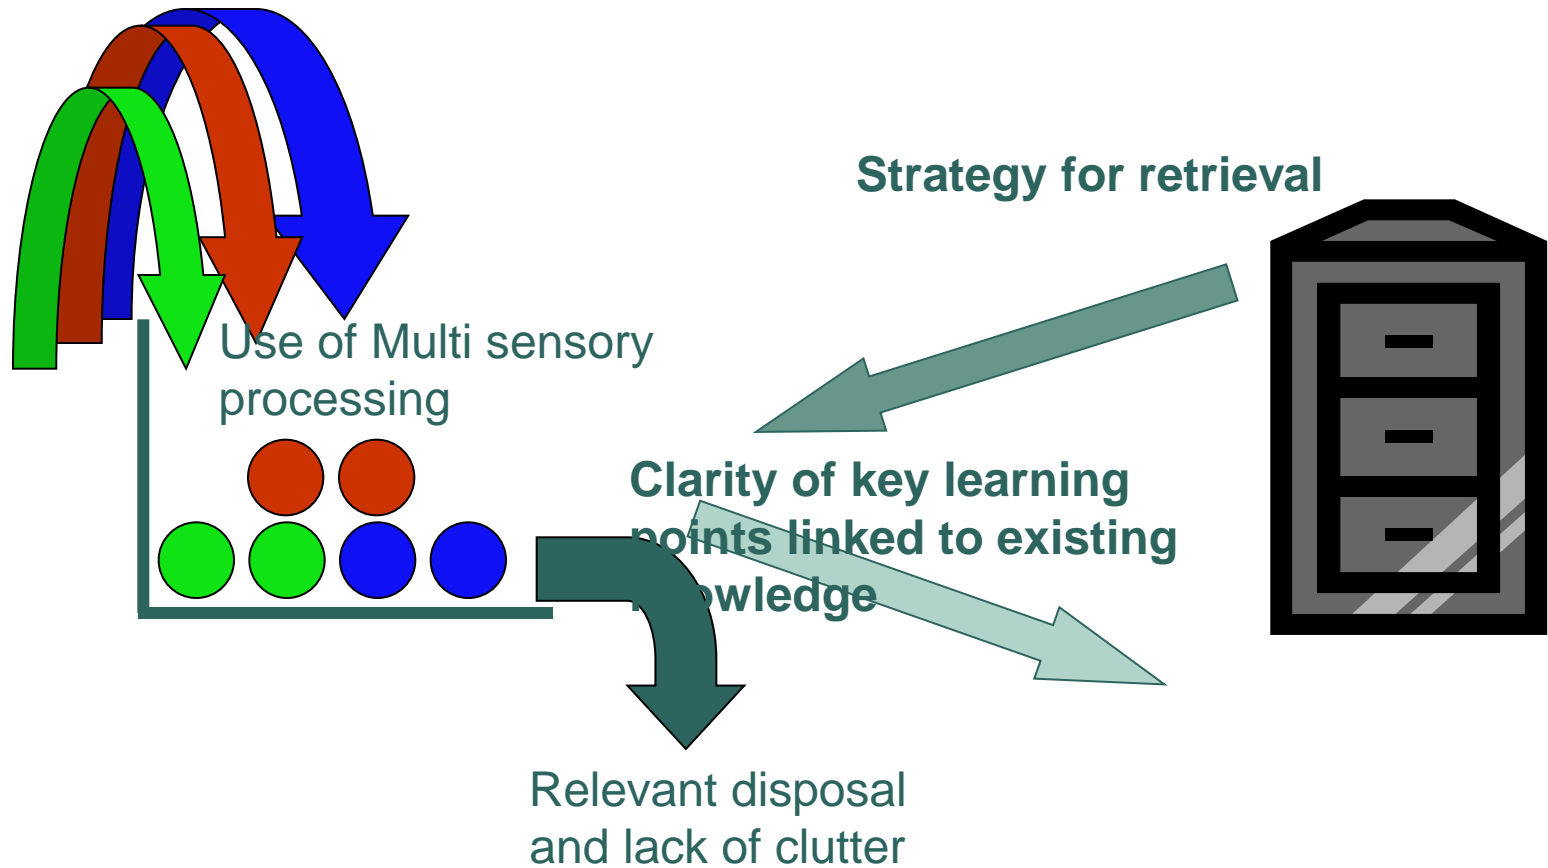 Strategy for retrieval
Use of Multi sensory
processing
Clarity of key learning
points linked to existing
knowledge
Relevant disposal
and lack of clutter